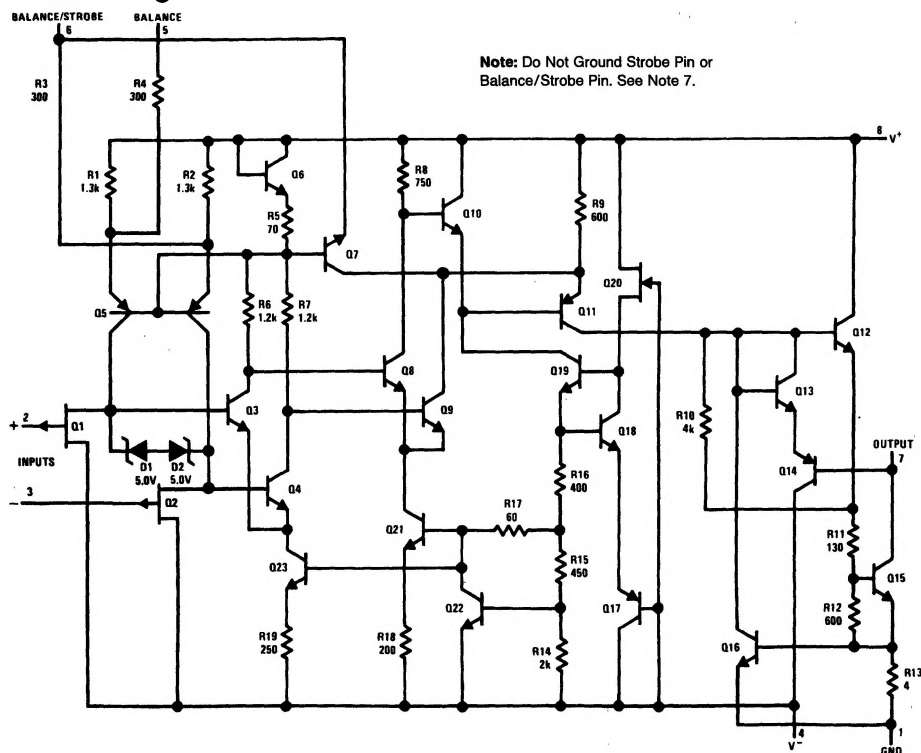 BALANCE/STROBE
6
BALANCE
5
Note: Do Not Ground Strobe Pin or
Balance/Strobe Pin. See Note 7.
R3
300
R4
300
8
V+
R1
1.3k
R2
1.3k
Q6
R8
750
Q10
R9
600
R5
70
Q7
Q20
Q5
R6
1.2k
R7
1.2k
Q11
Q12
Q8
Q19
Q13
Q3
Q9
R10
4k
2
+
Q1
Q18
OUTPUT
7
INPUTS
D1
5.0V
D2
5.0V
Q14
R16
400
3
–
Q2
Q4
R17
60
R11
130
Q21
Q15
Q23
R15
450
Q22
Q17
R12
600
Q16
R19
250
R18
200
R14
2k
R13
4
4
V–
1
GND